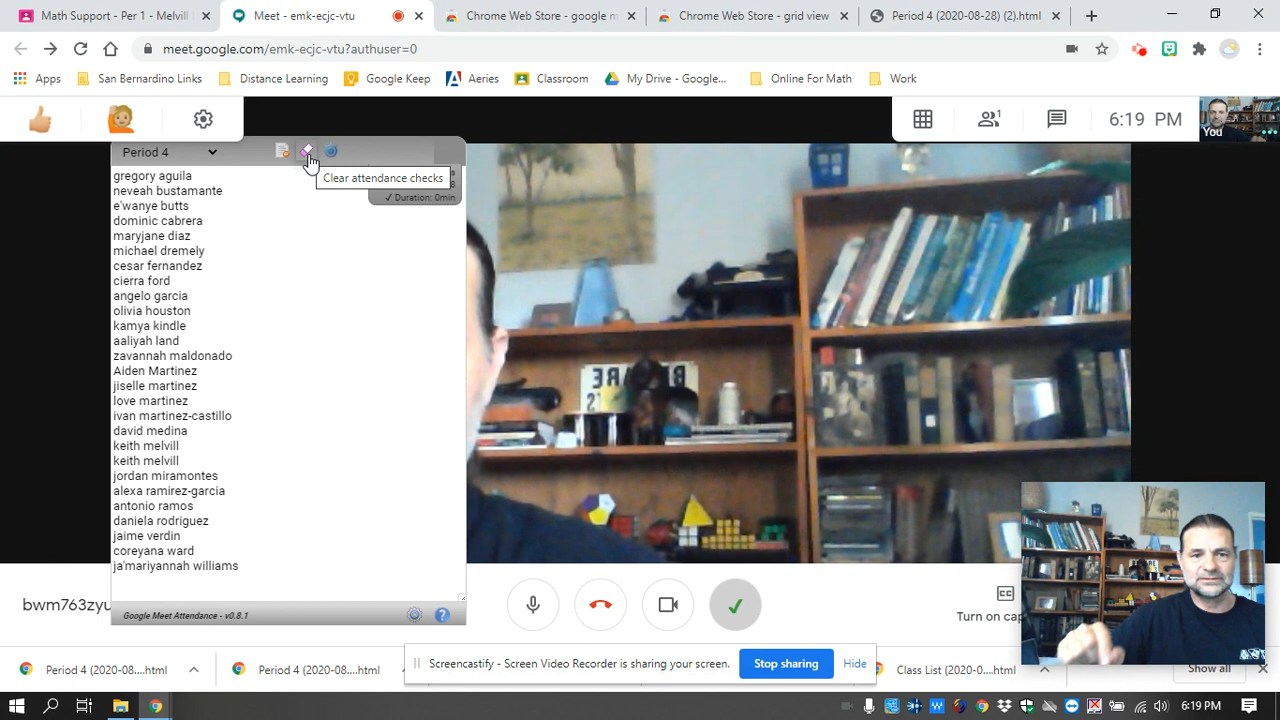 Math Support - Per 1 - Melvill
Meet - emk-ecjc-vtu
Chrome Web Store - google m
Chrome Web Store - grid view
Period 4 (2020-08-28) (2).html
meet.google.com/emk-ecjc-vtu?authuser=0
Apps
San Bernardino Links
Distance Learning
Google Keep
Aeries
Classroom
My Drive - Google...
Online For Math
Work
6:19 PM
You
Period 4
Clear attendance checks
✓ Duration: 0min
gregory aguila
neveah bustamante
e'wanye butts
dominic cabrera
maryjane diaz
michael dremely
cesar fernandez
cierra ford
angelo garcia
olivia houston
kamya kindle
aaliyah land
zavannah maldonado
Aiden Martinez
jiselle martinez
love martinez
ivan martinez-castillo
david medina
keith melvill
keith melvill
jordan miramontes
alexa ramirez-garcia
antonio ramos
daniela rodriguez
jaime verdin
coreyana ward
ja'mariyannah williams
Google Meet Attendance - v0.8.1
bwm763zyu
CC
Turn on cap
Period 4 (2020-08....html
Period 4 (2020-08....html
Screencastify - Screen Video Recorder is sharing your screen.
Stop sharing
Hide
Class List (2020-0....html
Show all
6:19 PM